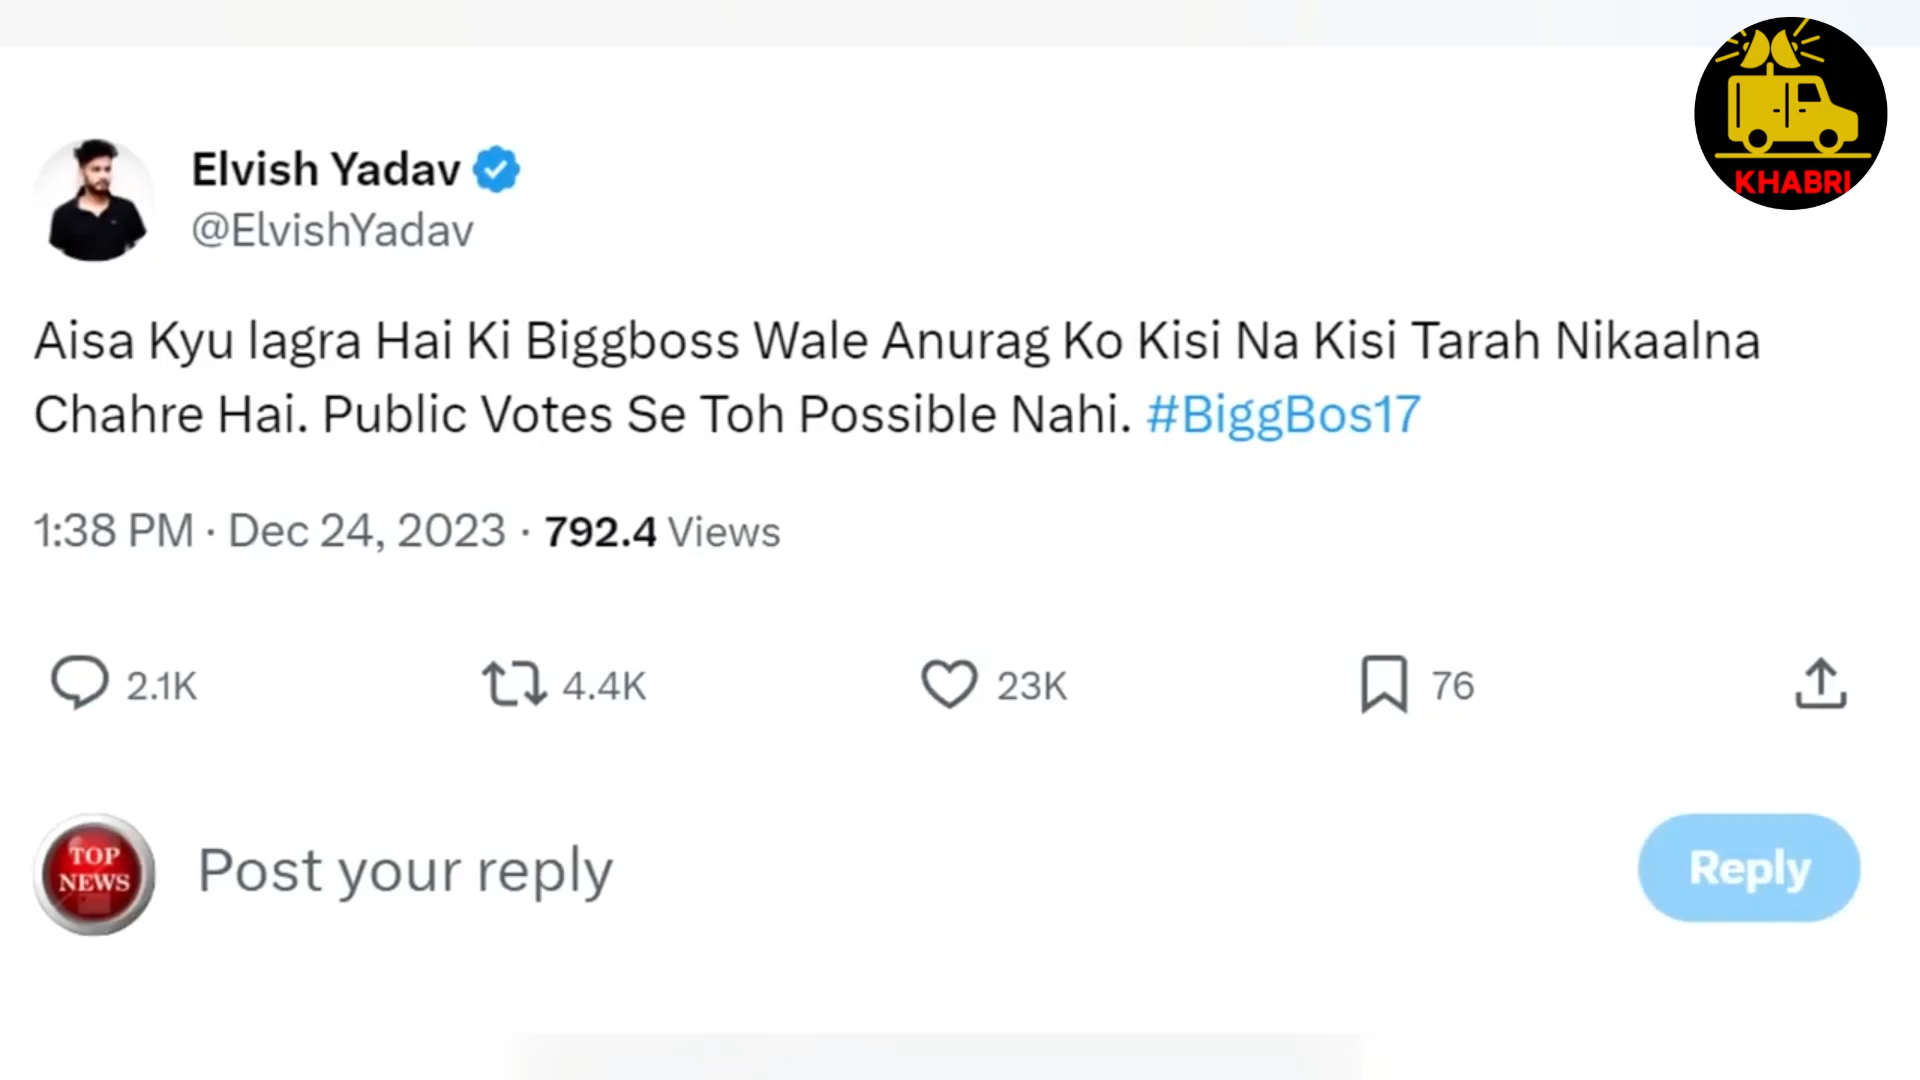 KHABRI
Elvish Yadav
@ElvishYadav
Aisa Kyu lagra Hai Ki Biggboss Wale Anurag Ko Kisi Na Kisi Tarah Nikaalna
Chahre Hai. Public Votes Se Toh Possible Nahi. #BiggBos17
1:38 PM · Dec 24, 2023 · 792.4 Views
2.1K 4.4K 23K 76
TOP
NEWS
Post your reply
Reply